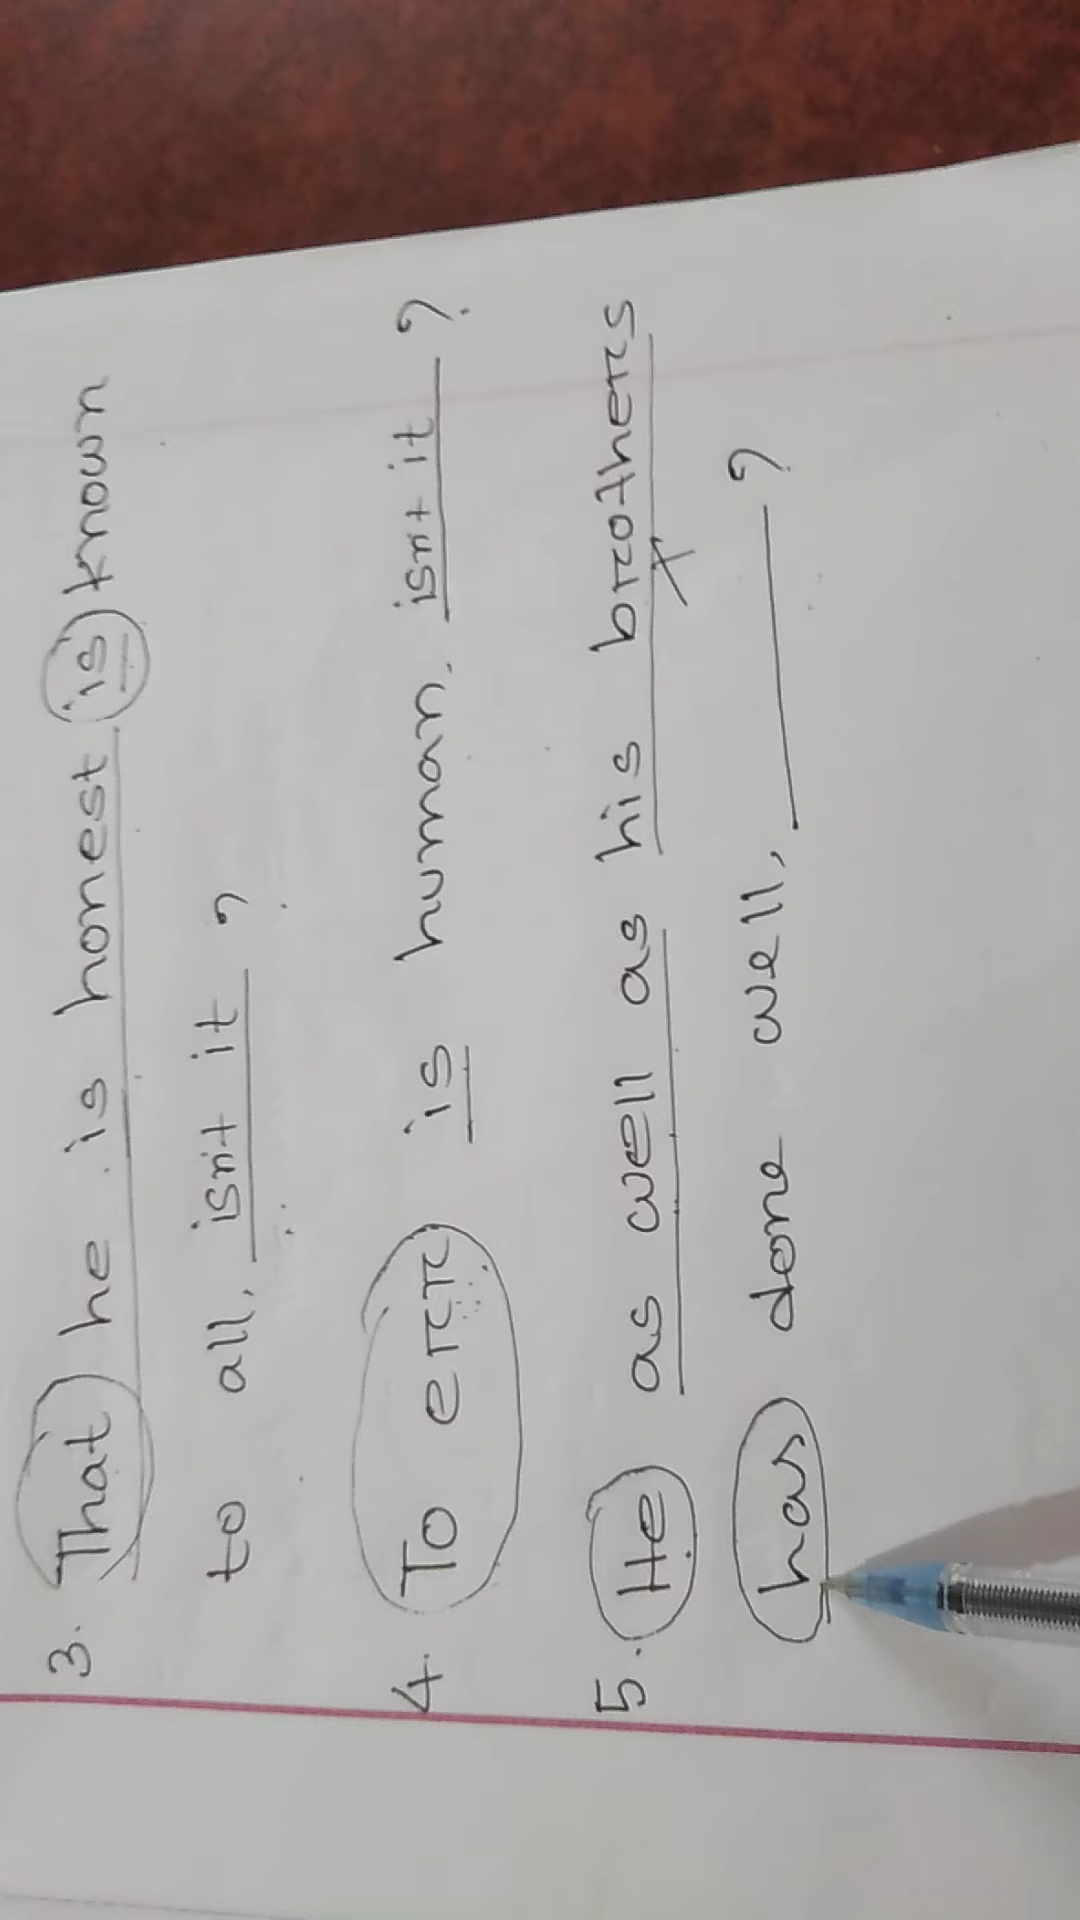 3. That he is honest is known
to all, isn't it ?
4. To err is human, isn't it ?
5. He as well as his brothers
has done well, ______ ?